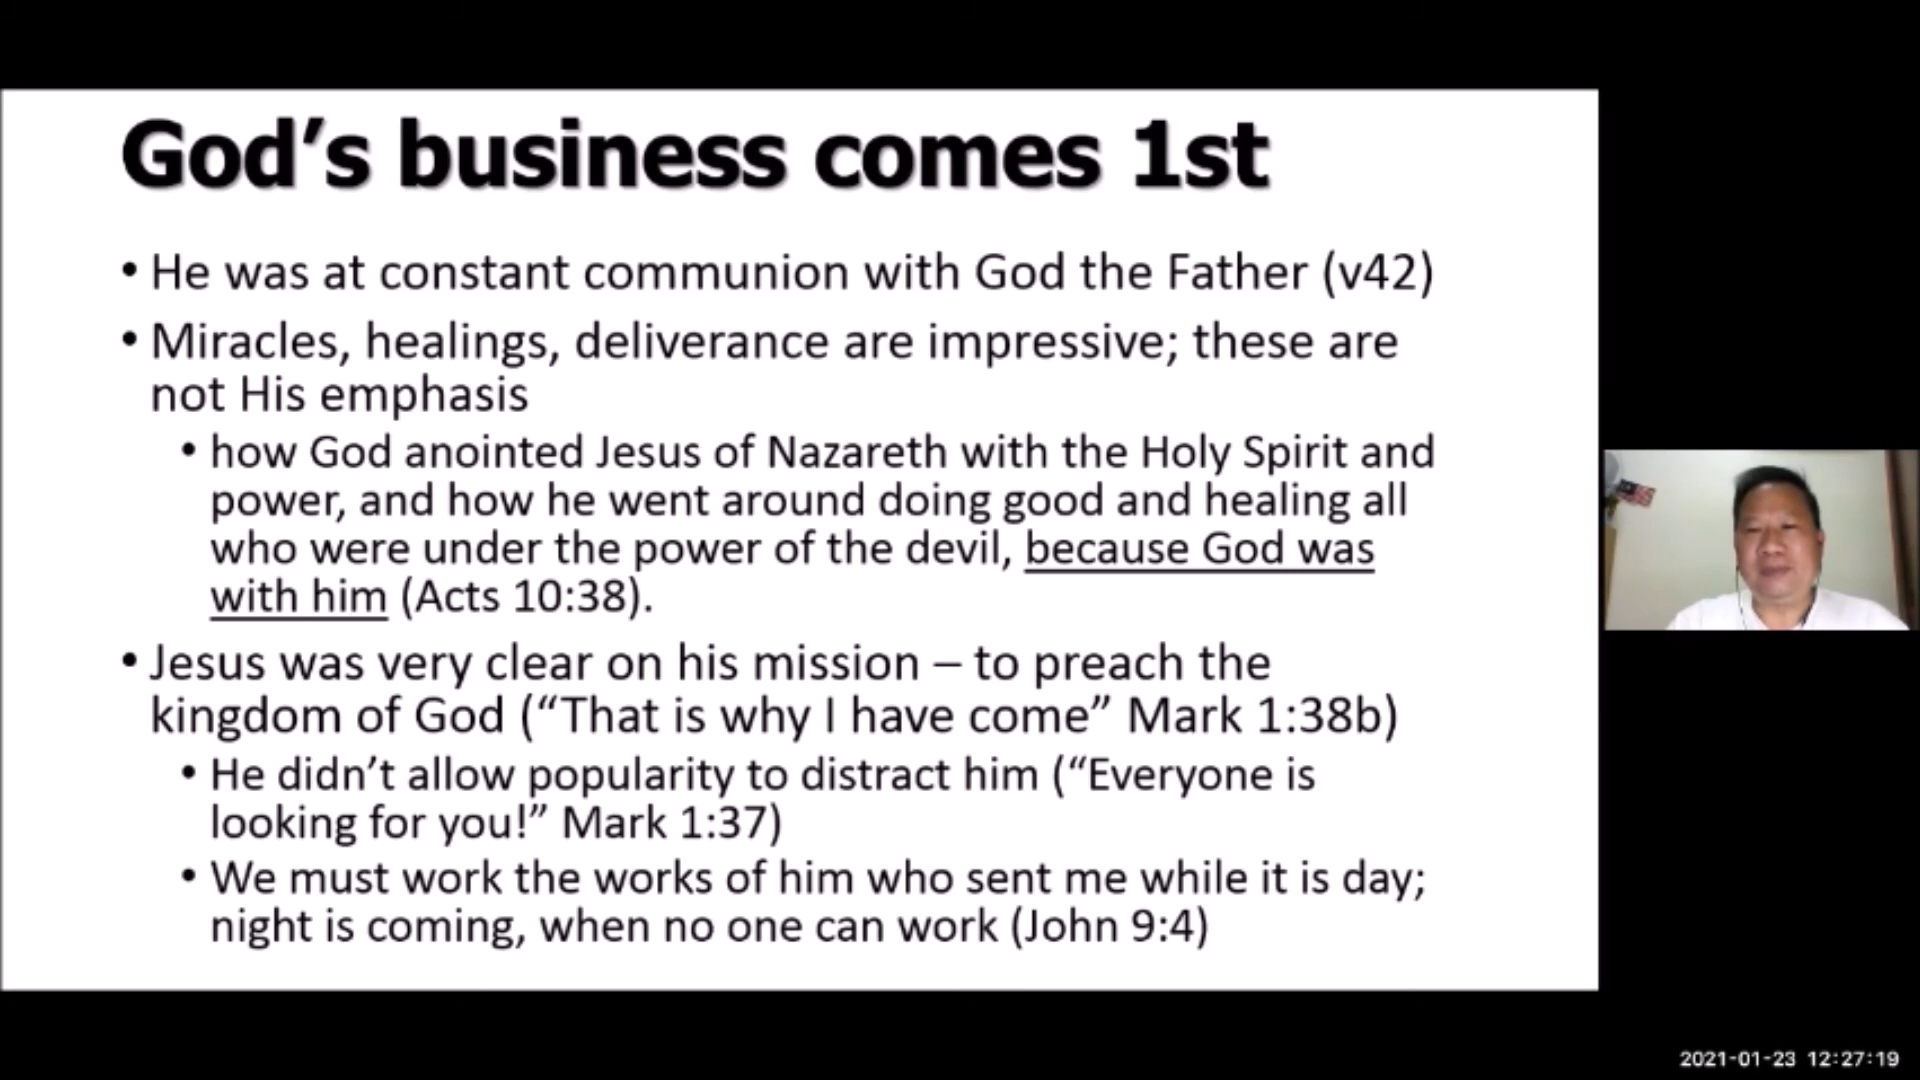 God’s business comes 1st
• He was at constant communion with God the Father (v42)
• Miracles, healings, deliverance are impressive; these are
not His emphasis
• how God anointed Jesus of Nazareth with the Holy Spirit and
power, and how he went around doing good and healing all
who were under the power of the devil, because God was
with him (Acts 10:38).
• Jesus was very clear on his mission – to preach the
kingdom of God (“That is why I have come” Mark 1:38b)
• He didn’t allow popularity to distract him (“Everyone is
looking for you!” Mark 1:37)
• We must work the works of him who sent me while it is day;
night is coming, when no one can work (John 9:4)
2021-01-23 12:27:19